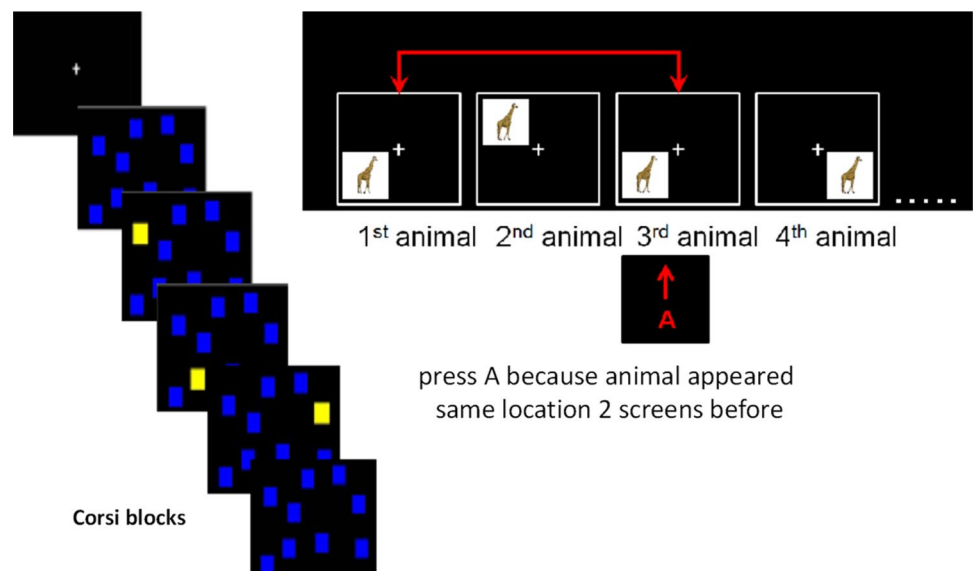 1st animal 2nd animal 3rd animal 4th animal
A
press A because animal appeared
same location 2 screens before
Corsi blocks